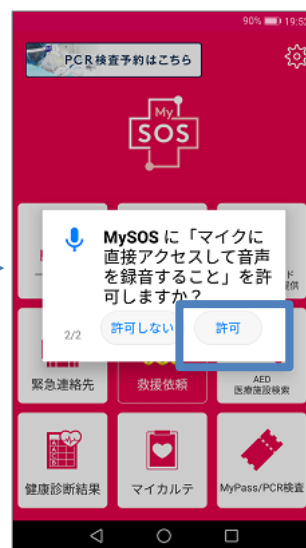 90% 19:52
PCR検査予約はこちら
My
SOS
MySOS に「マイクに
直接アクセスして音声
を録音すること」を許
可しますか？
2/2
許可しない
許可
緊急連絡先
救援依頼
AED
医療施設検索
健康診断結果
マイカルテ
MyPass/PCR検査